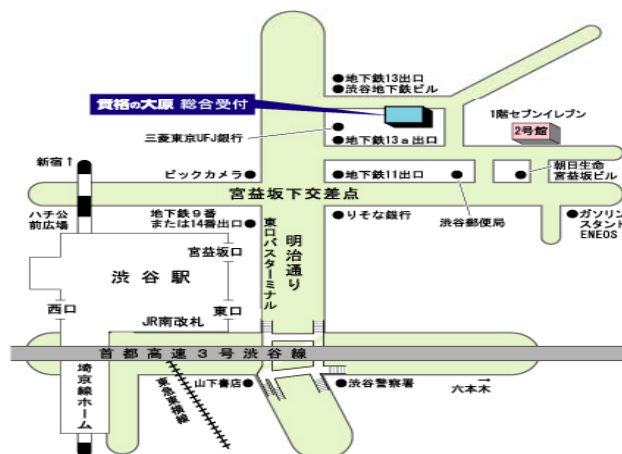 地下鉄13出口
渋谷地下鉄ビル
資格の大原 総合受付
1階セブンイレブン
2号館
三菱東京UFJ銀行
地下鉄13a出口
新宿↑
ビックカメラ
地下鉄11出口
朝日生命
宮益坂ビル
宮益坂下交差点
ハチ公
前広場
地下鉄9番
または14番出口
りそな銀行
渋谷郵便局
ガソリン
スタンド
ENEOS
東口バスターミナル
明治通り
宮益坂口
渋谷駅
西口
東口
JR南改札
首都高速3号渋谷線
埼京線ホーム
東急東横線
山下書店
渋谷警察署
六本木
→